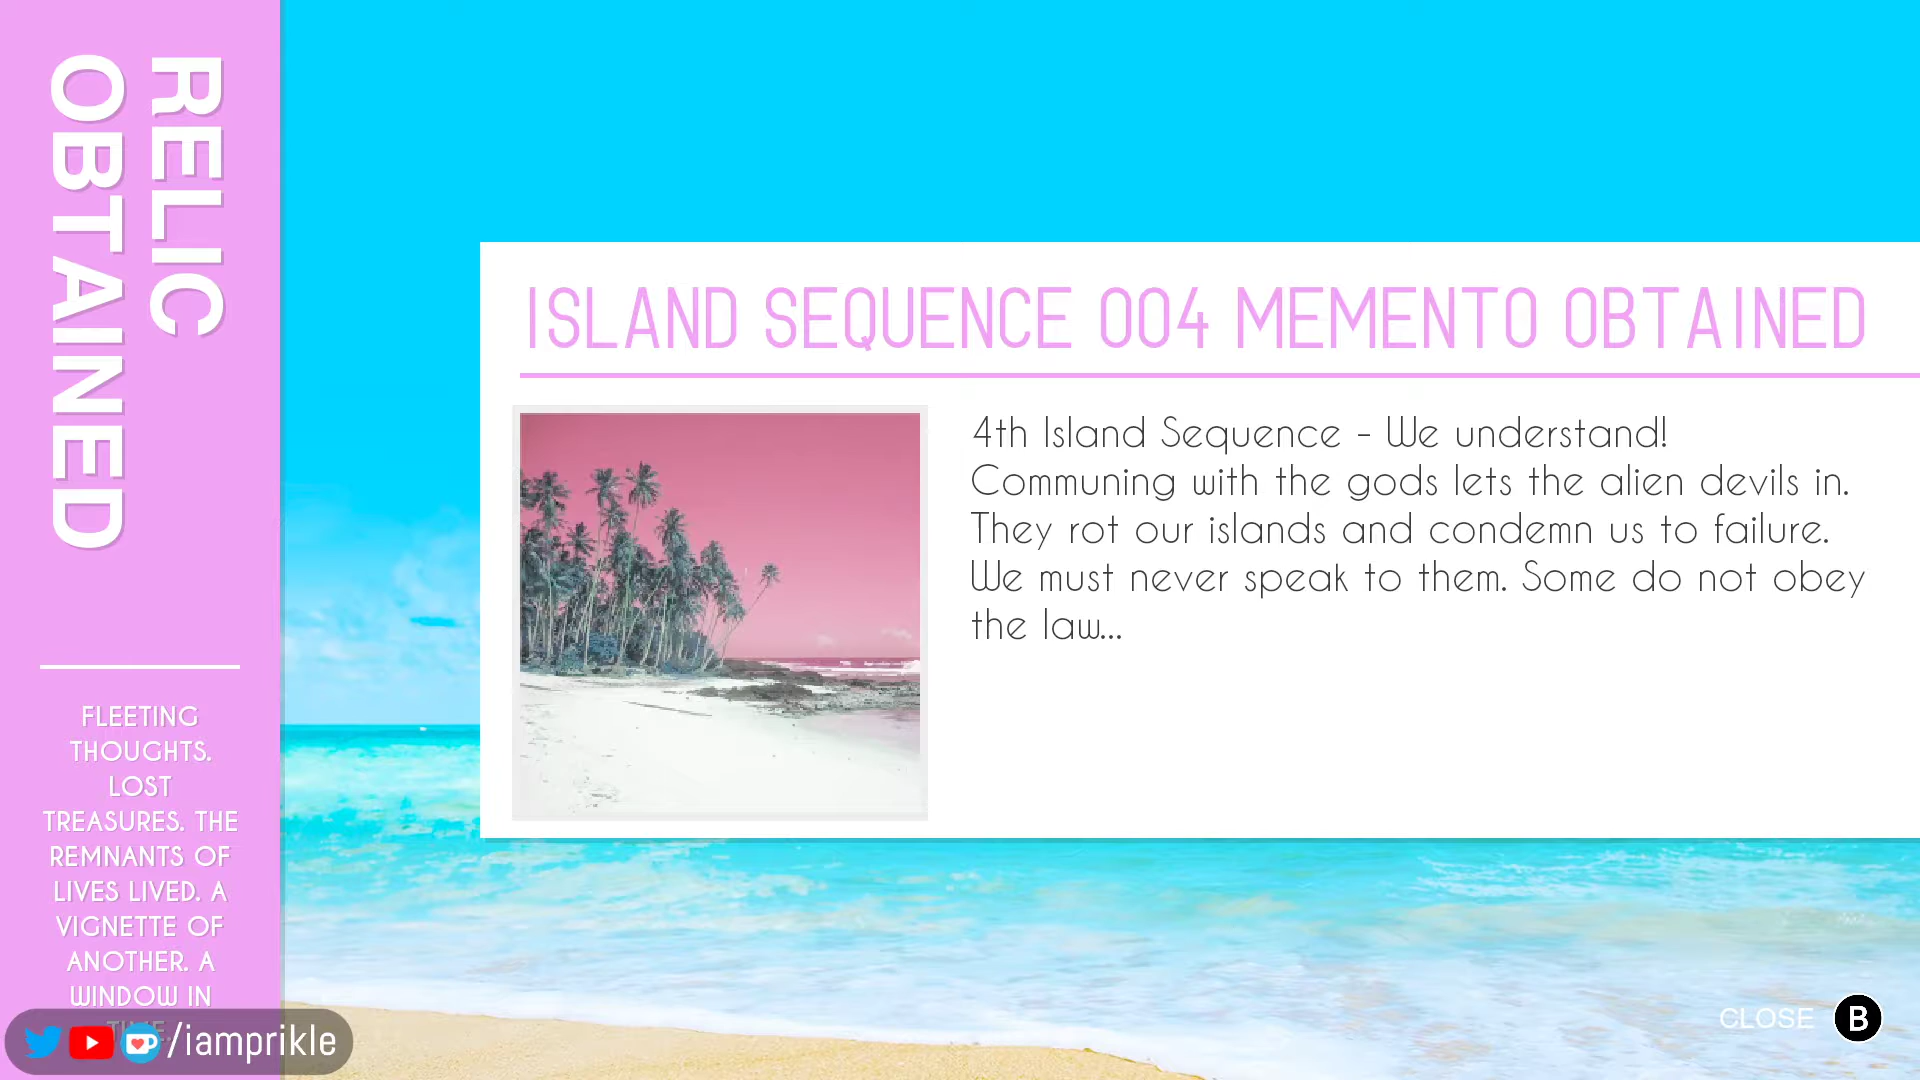 RELIC
OBTAINED
FLEETING
THOUGHTS.
LOST
TREASURES. THE
REMNANTS OF
LIVES LIVED. A
VIGNETTE OF
ANOTHER. A
WINDOW IN
TIME.
ISLAND SEQUENCE 004 MEMENTO OBTAINED
4th Island Sequence - We understand!
Communing with the gods lets the alien devils in.
They rot our islands and condemn us to failure.
We must never speak to them. Some do not obey
the law...
/iamprikle
CLOSE B